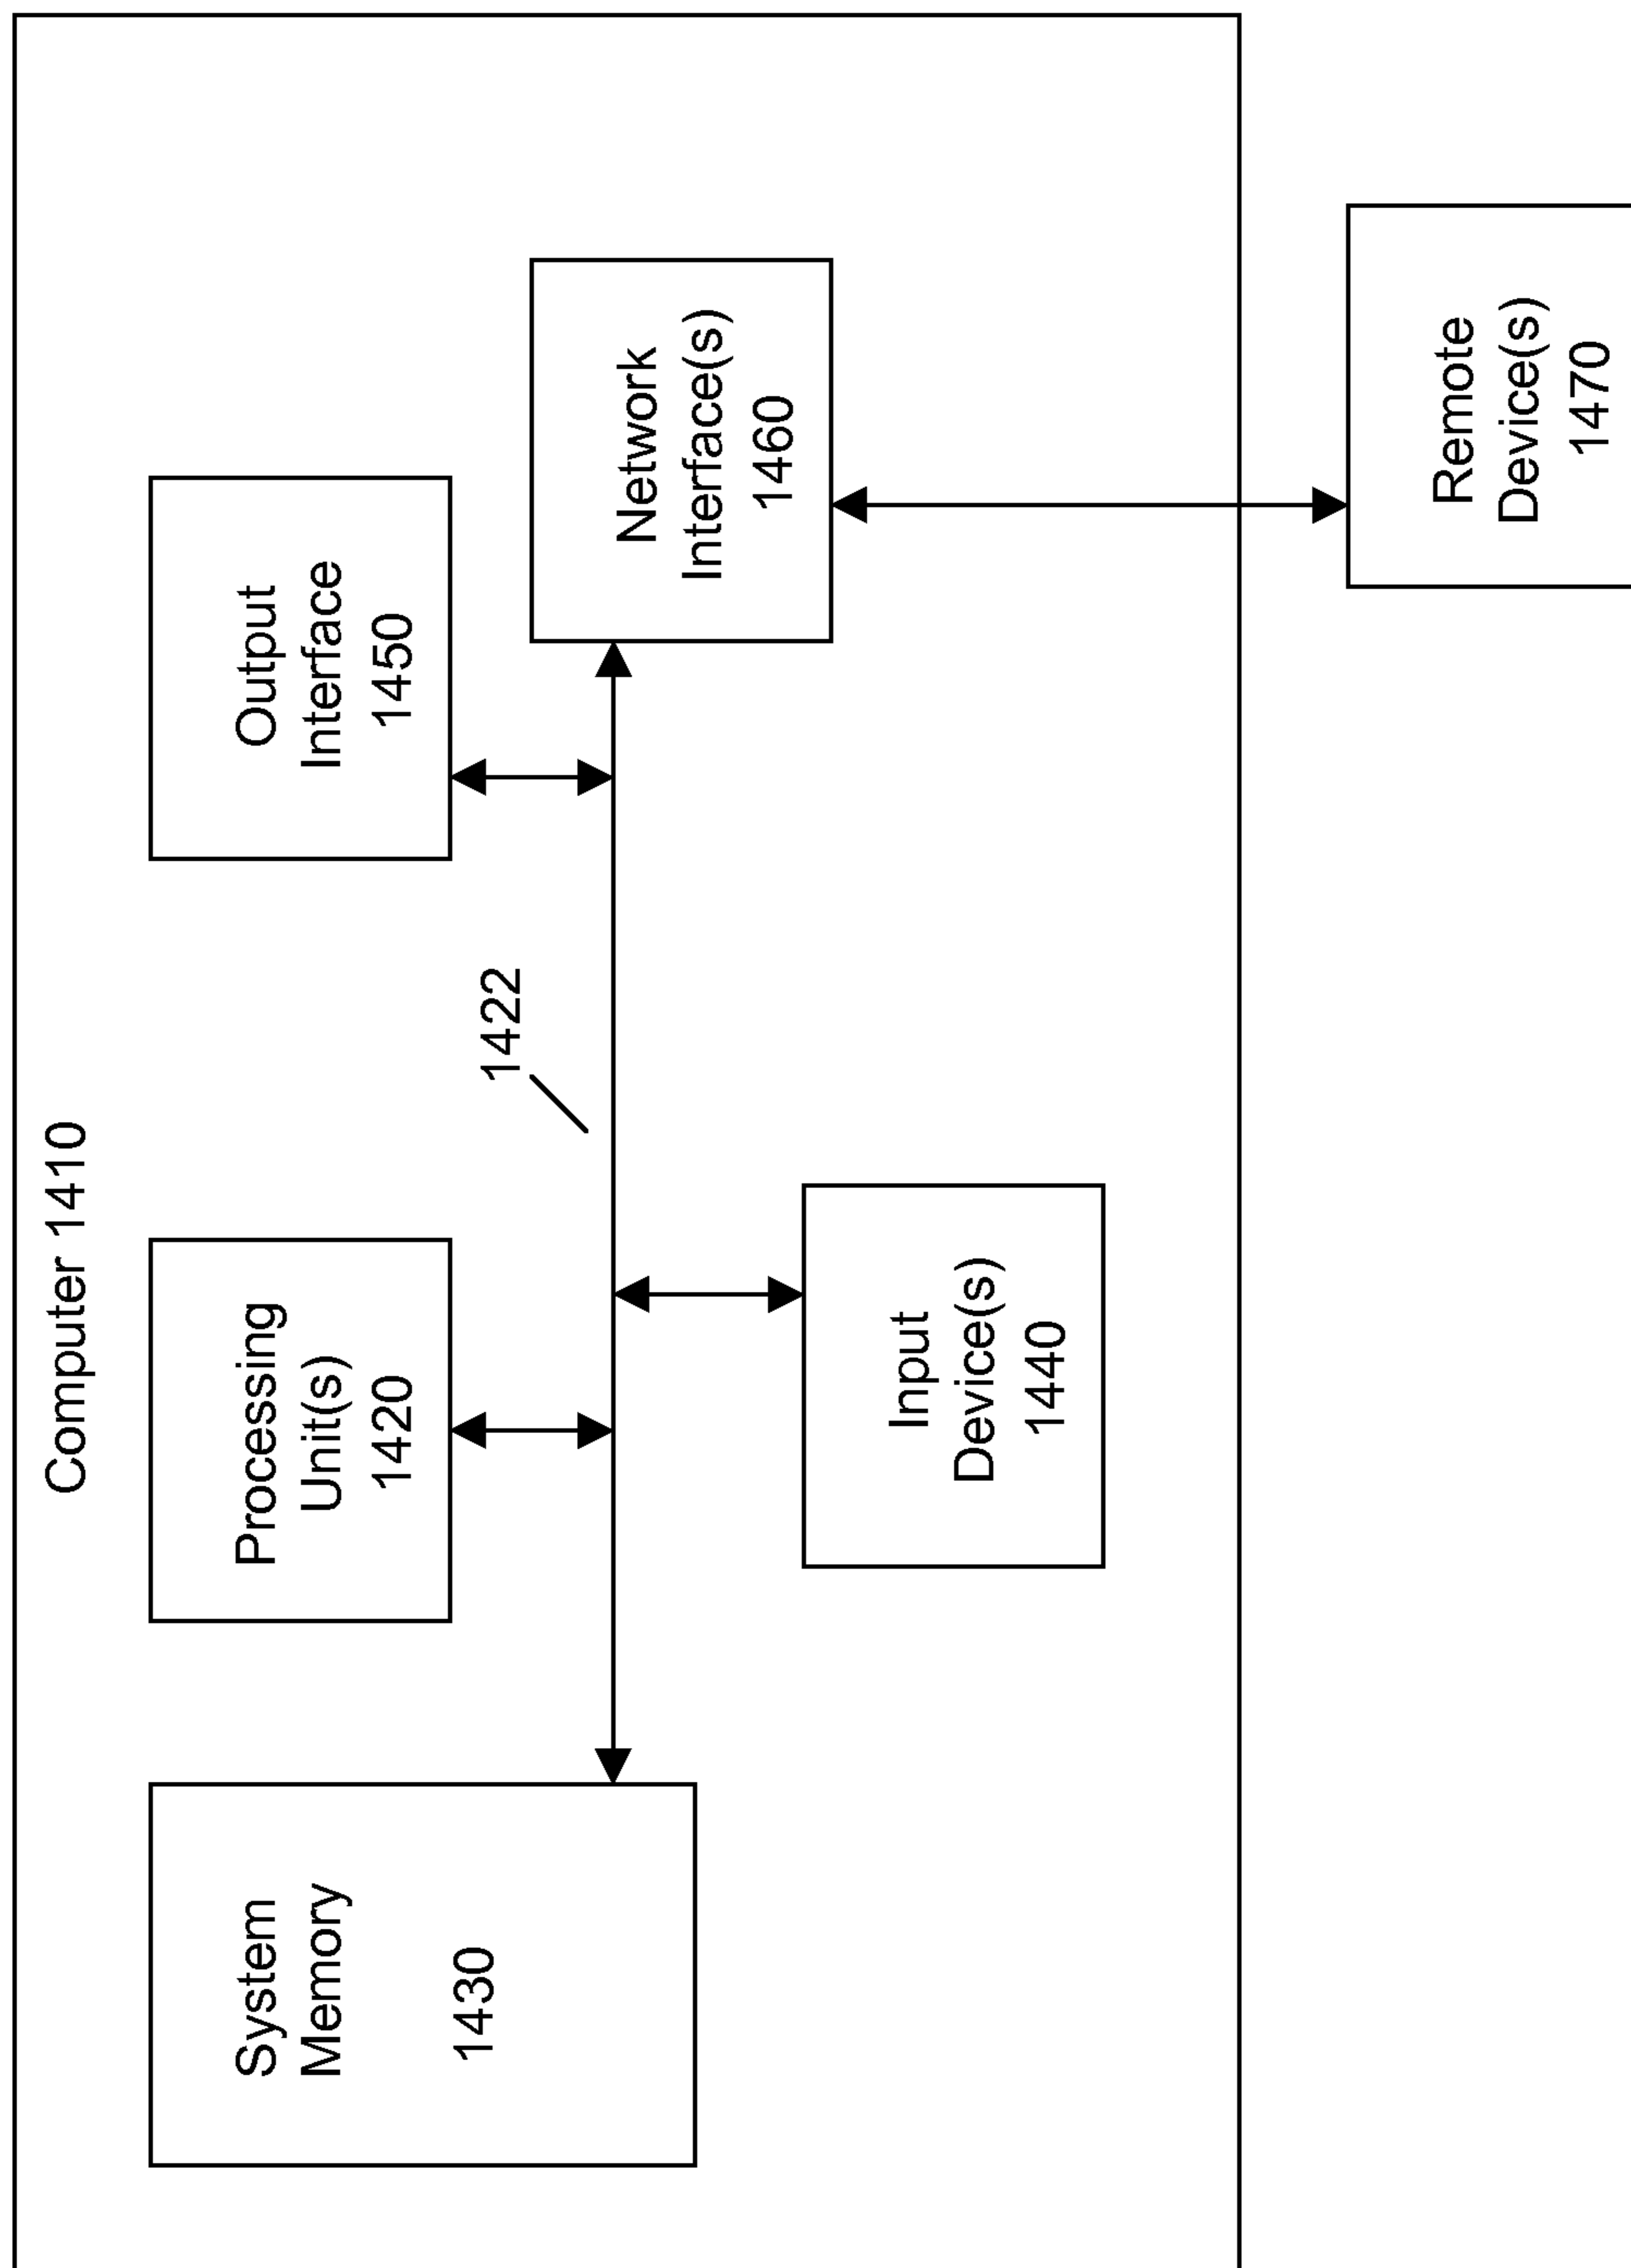 Computer 1410
System
Memory
1430
Processing
Unit(s)
1420
Output
Interface
1450
1422
Network
Interface(s)
1460
Input
Device(s)
1440
Remote
Device(s)
1470